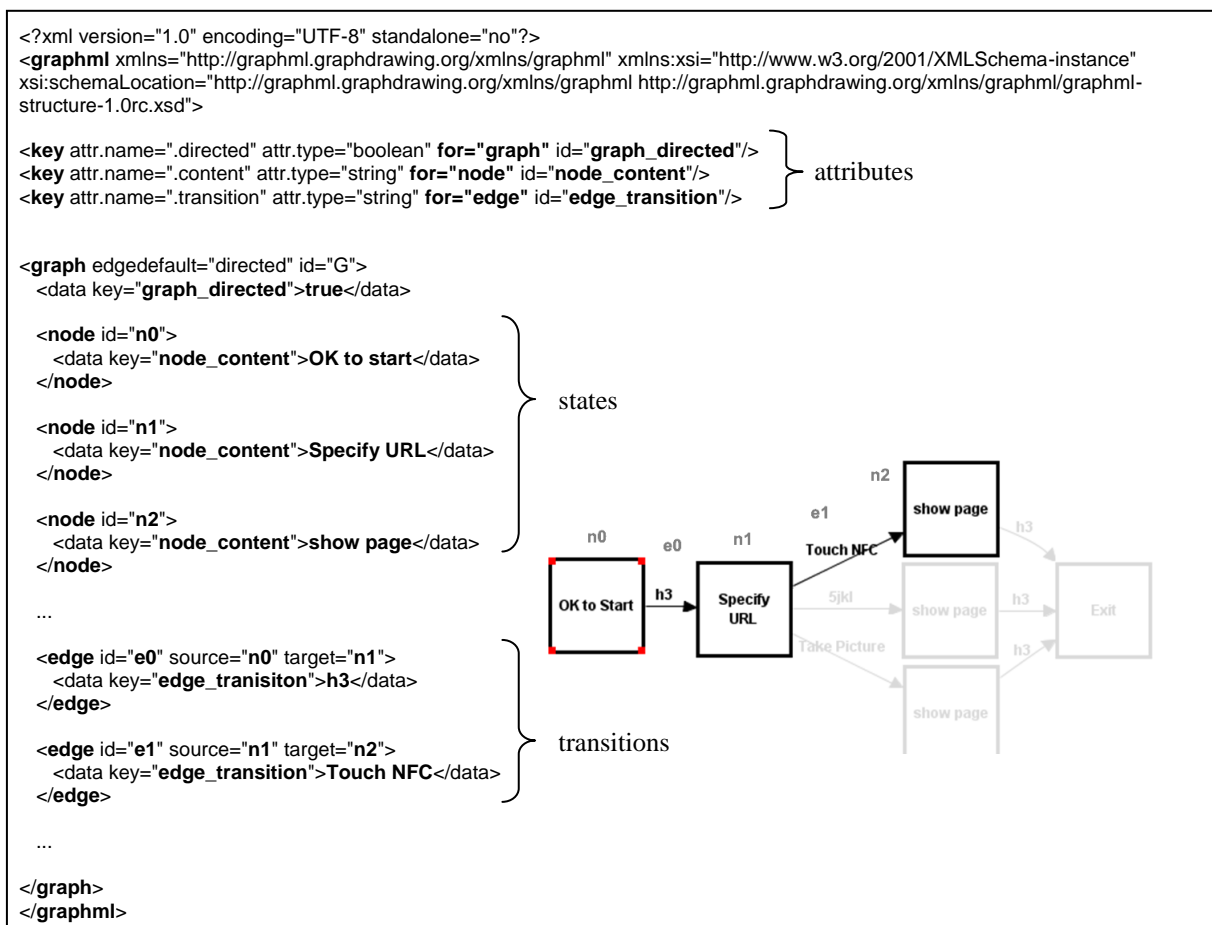 <?xml version="1.0" encoding="UTF-8" standalone="no"?>
<graphml xmlns="http://graphml.graphdrawing.org/xmlns/graphml" xmlns:xsi="http://www.w3.org/2001/XMLSchema-instance"
xsi:schemaLocation="http://graphml.graphdrawing.org/xmlns/graphml http://graphml.graphdrawing.org/xmlns/graphml/graphml-
structure-1.0rc.xsd">
<key attr.name=".directed" attr.type="boolean" for="graph" id="graph_directed"/>
<key attr.name=".content" attr.type="string" for="node" id="node_content"/>
<key attr.name=".transition" attr.type="string" for="edge" id="edge_transition"/>
attributes
<graph edgedefault="directed" id="G">
<data key="graph_directed">true</data>
<node id="n0">
<data key="node_content">OK to start</data>
</node>
<node id="n1">
<data key="node_content">Specify URL</data>
</node>
<node id="n2">
<data key="node_content">show page</data>
</node>
states
...
<edge id="e0" source="n0" target="n1">
<data key="edge_tranisiton">h3</data>
</edge>
<edge id="e1" source="n1" target="n2">
<data key="edge_transition">Touch NFC</data>
</edge>
transitions
...
</graph>
</graphml>
n0
e0
n1
e1
n2
OK to Start
h3
Specify
URL
Touch NFC
show page
h3
5jkl
show page
h3
Exit
Take Picture
show page
h3